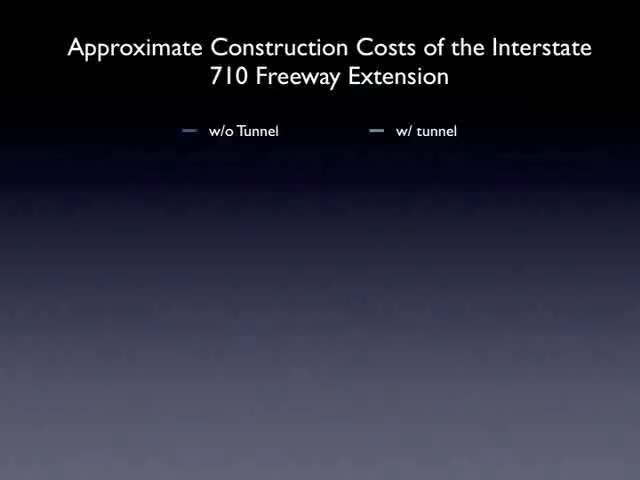 Approximate Construction Costs of the Interstate
710 Freeway Extension
w/o Tunnel w/ tunnel